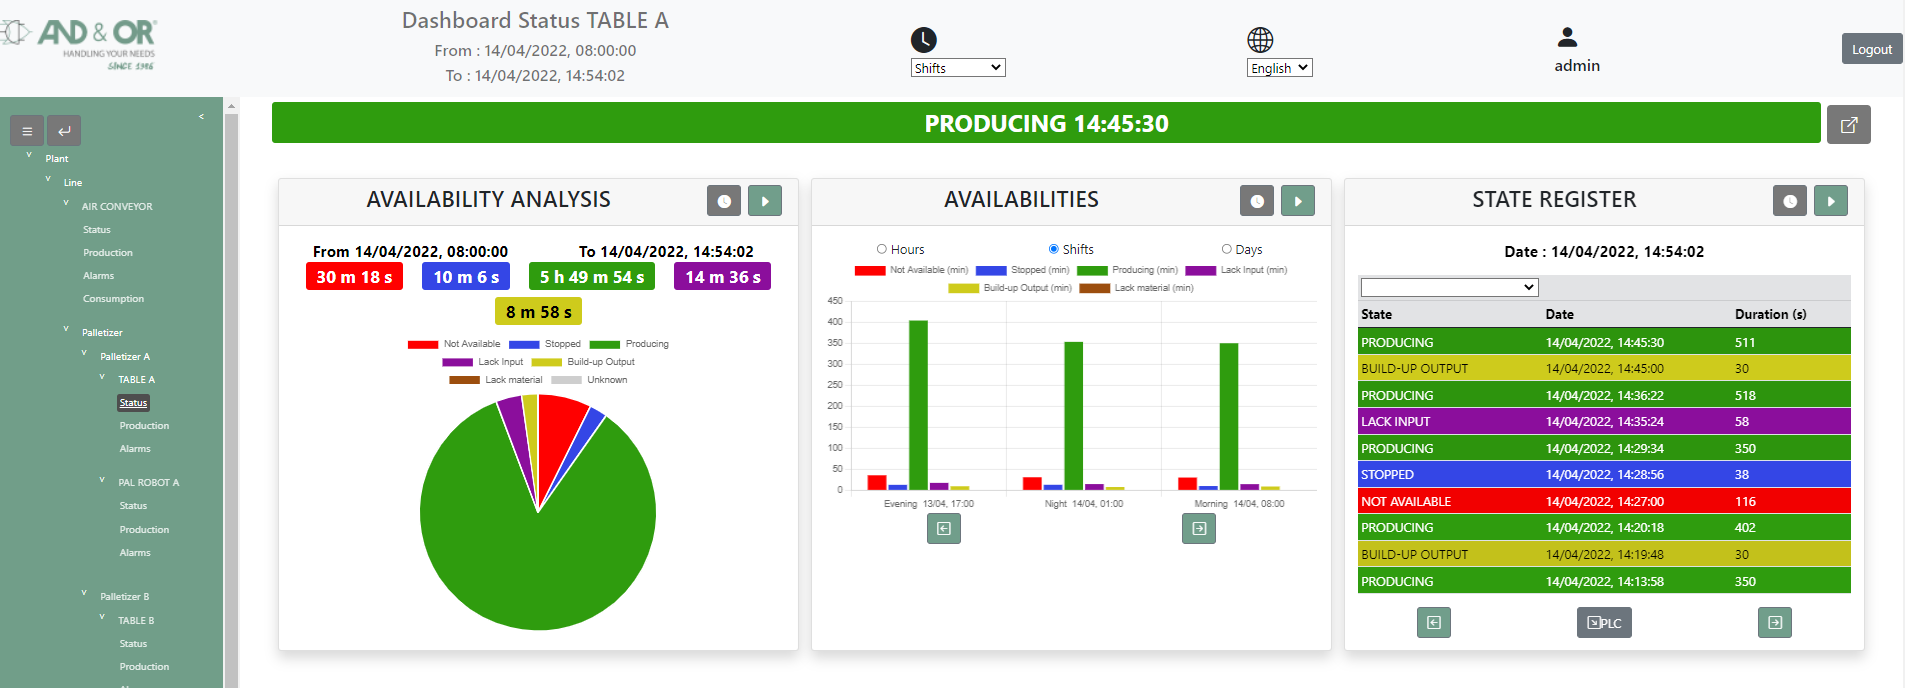 AND & OR
HANDLING YOUR NEEDS
SINCE 1986
Dashboard Status TABLE A
From : 14/04/2022, 08:00:00
To : 14/04/2022, 14:54:02
Shifts
English
admin
Logout
<
Plant
Line
AIR CONVEYOR
Status
Production
Alarms
Consumption
Palletizer
Palletizer A
TABLE A
Status
Production
Alarms
PAL ROBOT A
Status
Production
Alarms
Palletizer B
TABLE B
Status
Production
PRODUCING 14:45:30
AVAILABILITY ANALYSIS
From 14/04/2022, 08:00:00 To 14/04/2022, 14:54:02
30 m 18 s 10 m 6 s 5 h 49 m 54 s 14 m 36 s
8 m 58 s
Not Available Stopped Producing
Lack Input Build-up Output
Lack material Unknown
AVAILABILITIES
Hours Shifts Days
Not Available (min) Stopped (min) Producing (min) Lack Input (min)
Build-up Output (min) Lack material (min)
450
400
350
300
250
200
150
100
50
0
Evening 13/04, 17:00 Night 14/04, 01:00 Morning 14/04, 08:00
STATE REGISTER
Date : 14/04/2022, 14:54:02
State Date Duration (s)
PRODUCING 14/04/2022, 14:45:30 511
BUILD-UP OUTPUT 14/04/2022, 14:45:00 30
PRODUCING 14/04/2022, 14:36:22 518
LACK INPUT 14/04/2022, 14:35:24 58
PRODUCING 14/04/2022, 14:29:34 350
STOPPED 14/04/2022, 14:28:56 38
NOT AVAILABLE 14/04/2022, 14:27:00 116
PRODUCING 14/04/2022, 14:20:18 402
BUILD-UP OUTPUT 14/04/2022, 14:19:48 30
PRODUCING 14/04/2022, 14:13:58 350
PLC